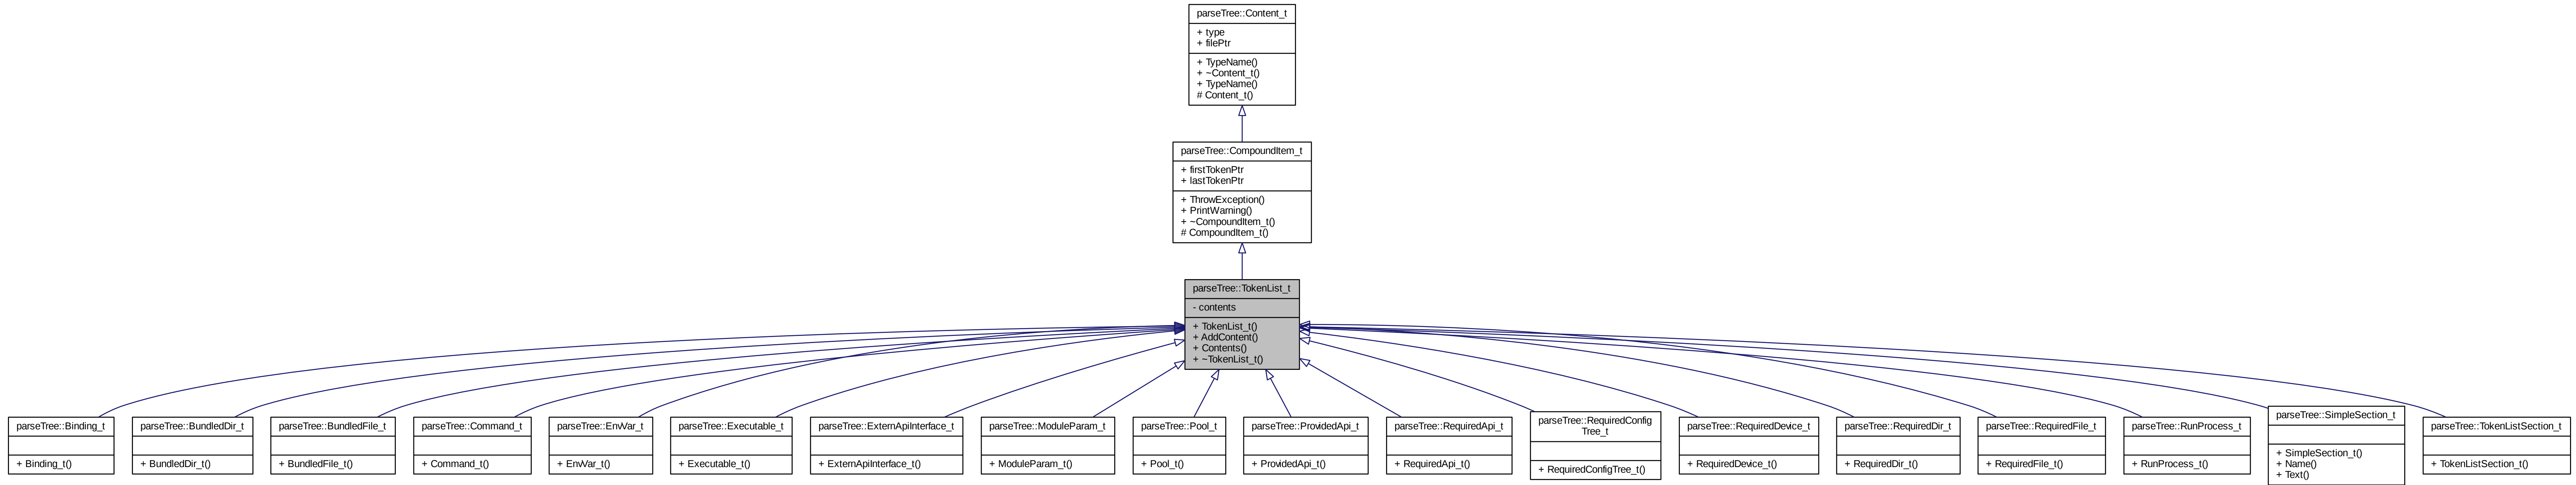 parseTree::Content_t
+ type
+ filePtr
+ TypeName()
+ ~Content_t()
+ TypeName()
# Content_t()
parseTree::CompoundItem_t
+ firstTokenPtr
+ lastTokenPtr
+ ThrowException()
+ PrintWarning()
+ ~CompoundItem_t()
# CompoundItem_t()
parseTree::TokenList_t
- contents
+ TokenList_t()
+ AddContent()
+ Contents()
+ ~TokenList_t()
parseTree::Binding_t
+ Binding_t()
parseTree::BundledDir_t
+ BundledDir_t()
parseTree::BundledFile_t
+ BundledFile_t()
parseTree::Command_t
+ Command_t()
parseTree::EnvVar_t
+ EnvVar_t()
parseTree::Executable_t
+ Executable_t()
parseTree::ExternApiInterface_t
+ ExternApiInterface_t()
parseTree::ModuleParam_t
+ ModuleParam_t()
parseTree::Pool_t
+ Pool_t()
parseTree::ProvidedApi_t
+ ProvidedApi_t()
parseTree::RequiredApi_t
+ RequiredApi_t()
parseTree::RequiredConfig
Tree_t
+ RequiredConfigTree_t()
parseTree::RequiredDevice_t
+ RequiredDevice_t()
parseTree::RequiredDir_t
+ RequiredDir_t()
parseTree::RequiredFile_t
+ RequiredFile_t()
parseTree::RunProcess_t
+ RunProcess_t()
parseTree::SimpleSection_t
+ SimpleSection_t()
+ Name()
+ Text()
parseTree::TokenListSection_t
+ TokenListSection_t()